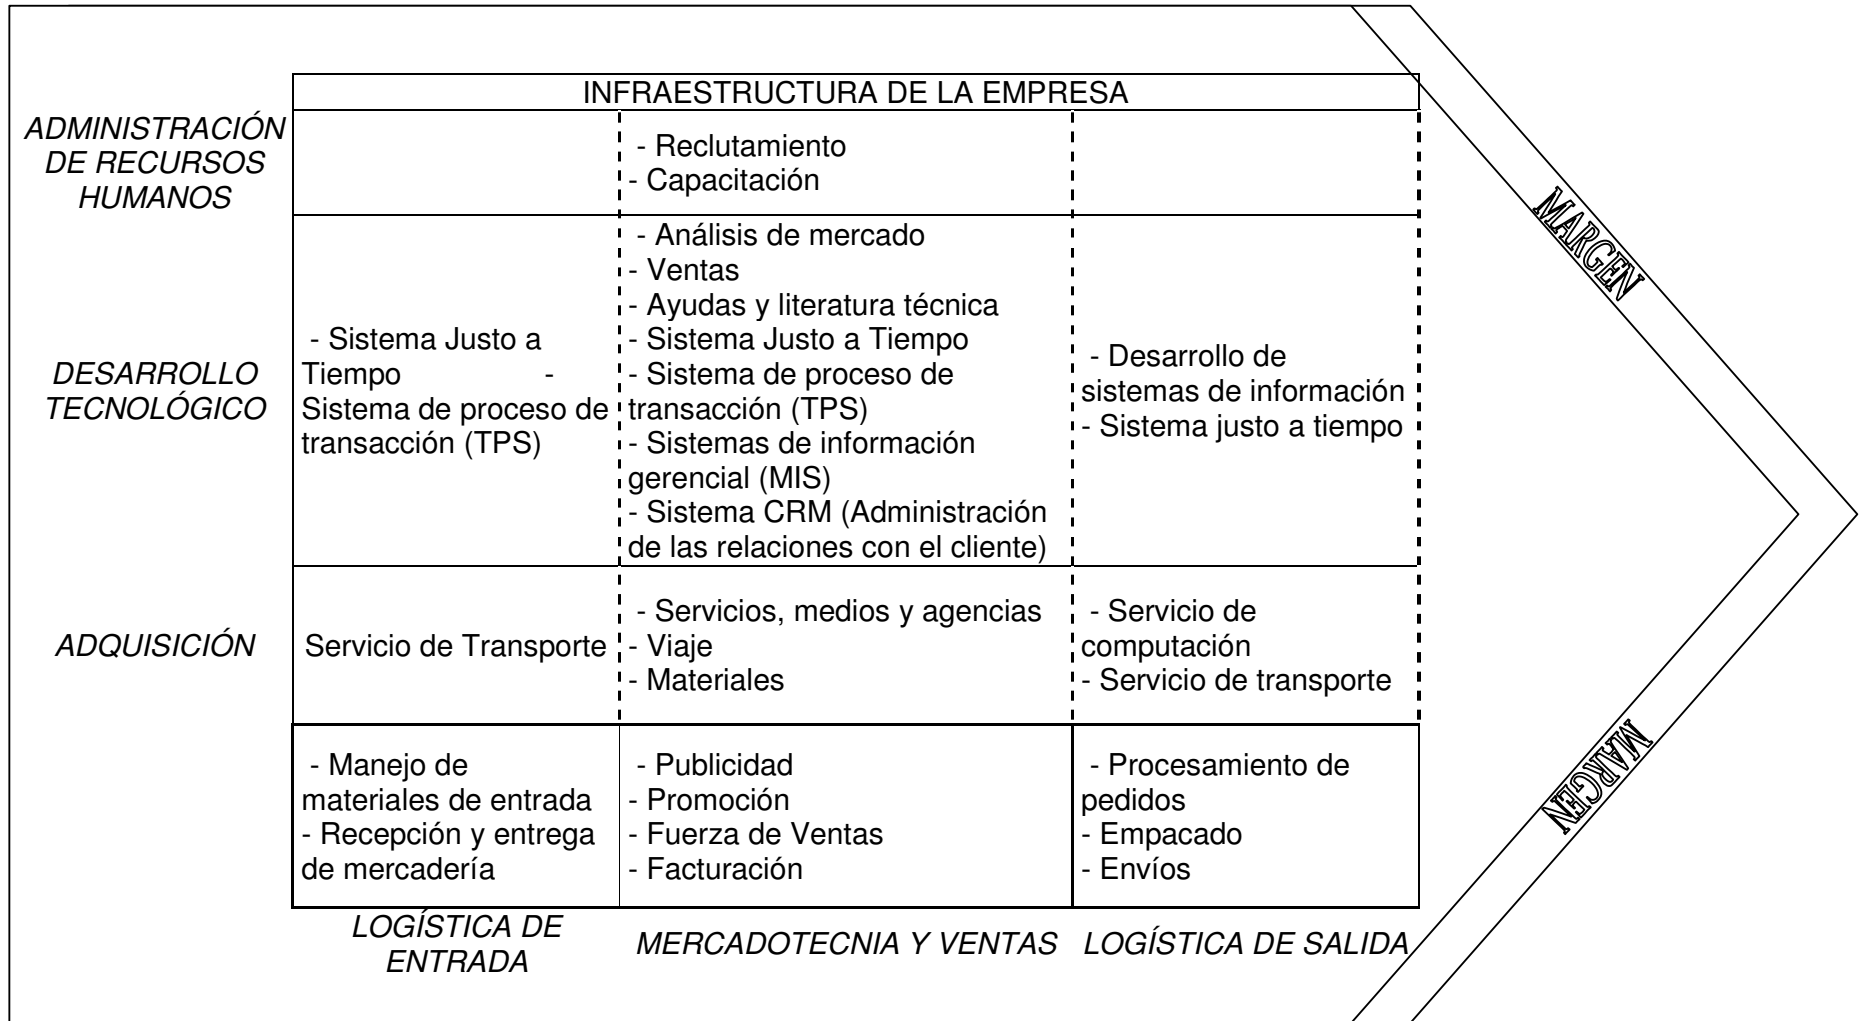 INFRAESTRUCTURA DE LA EMPRESA
ADMINISTRACIÓN
DE RECURSOS
HUMANOS
- Reclutamiento
- Capacitación
DESARROLLO
TECNOLÓGICO
- Sistema Justo a
Tiempo -
Sistema de proceso de
transacción (TPS)
- Análisis de mercado
- Ventas
- Ayudas y literatura técnica
- Sistema Justo a Tiempo
- Sistema de proceso de
transacción (TPS)
- Sistemas de información
gerencial (MIS)
- Sistema CRM (Administración
de las relaciones con el cliente)
- Desarrollo de
sistemas de información
- Sistema justo a tiempo
ADQUISICIÓN
Servicio de Transporte
- Servicios, medios y agencias
- Viaje
- Materiales
- Servicio de
computación
- Servicio de transporte
- Manejo de
materiales de entrada
- Recepción y entrega
de mercadería
- Publicidad
- Promoción
- Fuerza de Ventas
- Facturación
- Procesamiento de
pedidos
- Empacado
- Envíos
LOGÍSTICA DE
ENTRADA
MERCADOTECNIA Y VENTAS
LOGÍSTICA DE SALIDA
MARGEN
MARGEN